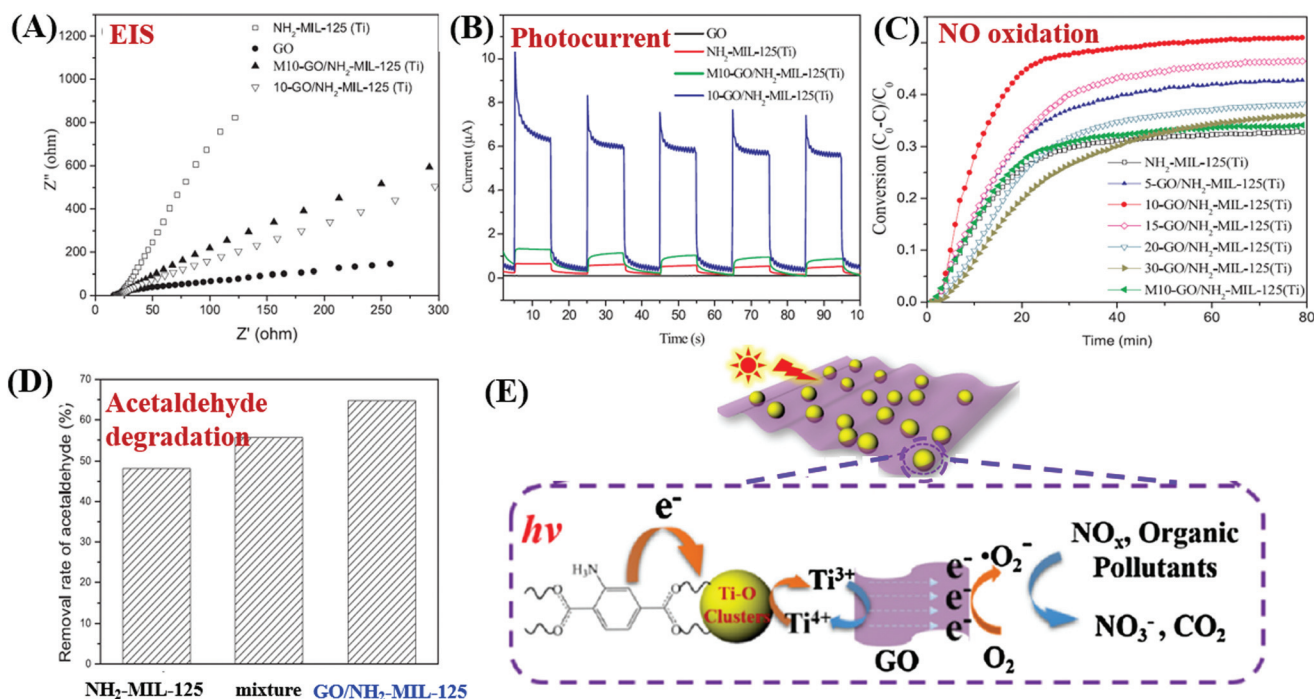 (A)
EIS
NH₂-MIL-125 (Ti)
GO
M10-GO/NH₂-MIL-125 (Ti)
10-GO/NH₂-MIL-125 (Ti)
1200
1000
800
600
400
200
0
Z" (ohm)
0 50 100 150 200 250 300
Z' (ohm)
(B)
Photocurrent
GO
NH₂-MIL-125(Ti)
M10-GO/NH₂-MIL-125(Ti)
10-GO/NH₂-MIL-125(Ti)
12
10
8
6
4
2
0
Current (μA)
10 20 30 40 50 60 70 80 90 10
Time (s)
(C)
NO oxidation
0.4
0.3
0.2
0.1
0.0
Conversion (C₀-C)/C₀
NH₂-MIL-125(Ti)
5-GO/NH₂-MIL-125(Ti)
10-GO/NH₂-MIL-125(Ti)
15-GO/NH₂-MIL-125(Ti)
20-GO/NH₂-MIL-125(Ti)
30-GO/NH₂-MIL-125(Ti)
M10-GO/NH₂-MIL-125(Ti)
0 20 40 60 80
Time (min)
(D)
Acetaldehyde
degradation
70
60
50
40
30
20
10
0
Removal rate of acetaldehyde (%)
NH₂-MIL-125 mixture GO/NH₂-MIL-125
(E)
hν
e⁻
H₂N
O O
O O
Ti-O
Clusters
Ti³⁺
Ti⁴⁺
GO
e⁻
e⁻
e⁻
·O₂⁻
O₂
NOₓ, Organic
Pollutants
NO₃⁻, CO₂